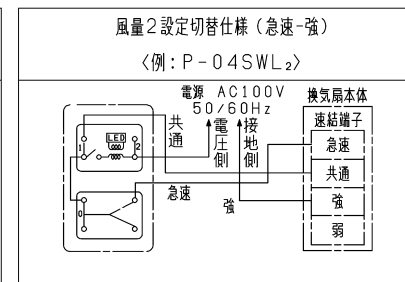 風量2設定切替仕様(急速-強)
〈例:P-04SWL₂〉
電源 AC100V
50/60Hz
換気扇本体
速結端子
共通
電圧側
接地側
LED
1
2
0
急速
強
急速
共通
強
弱